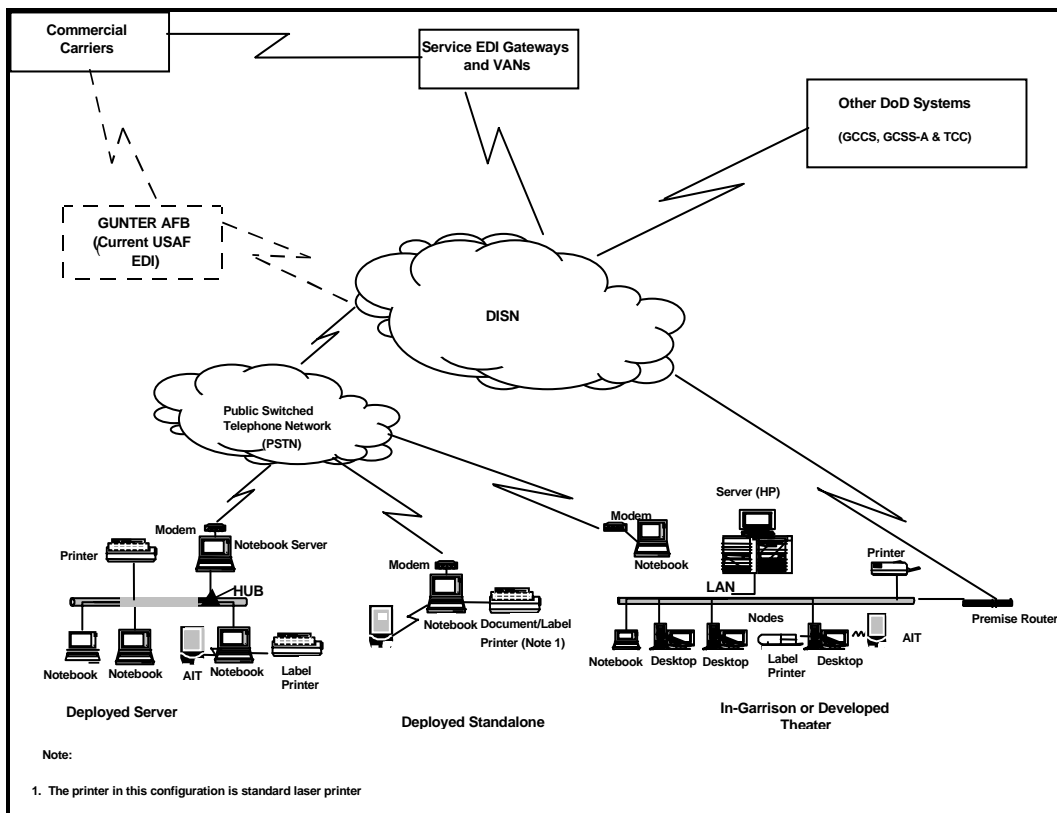 Commercial
Carriers
Service EDI Gateways
and VANs
Other DoD Systems
(GCCS, GCSS-A & TCC)
GUNTER AFB
(Current USAF
EDI)
DISN
Public Switched
Telephone Network
(PSTN)
Server (HP)
Modem
Notebook Server
Printer
HUB
Modem
Notebook
Modem
Notebook
LAN
Printer
Nodes
Premise Router
Notebook
Notebook
AIT
Notebook
Label
Printer
Document/Label
Printer (Note 1)
Notebook
Desktop
Desktop
Label
Printer
Desktop
AIT
Deployed Server
Deployed Standalone
In-Garrison or Developed
Theater
Note:
1. The printer in this configuration is standard laser printer